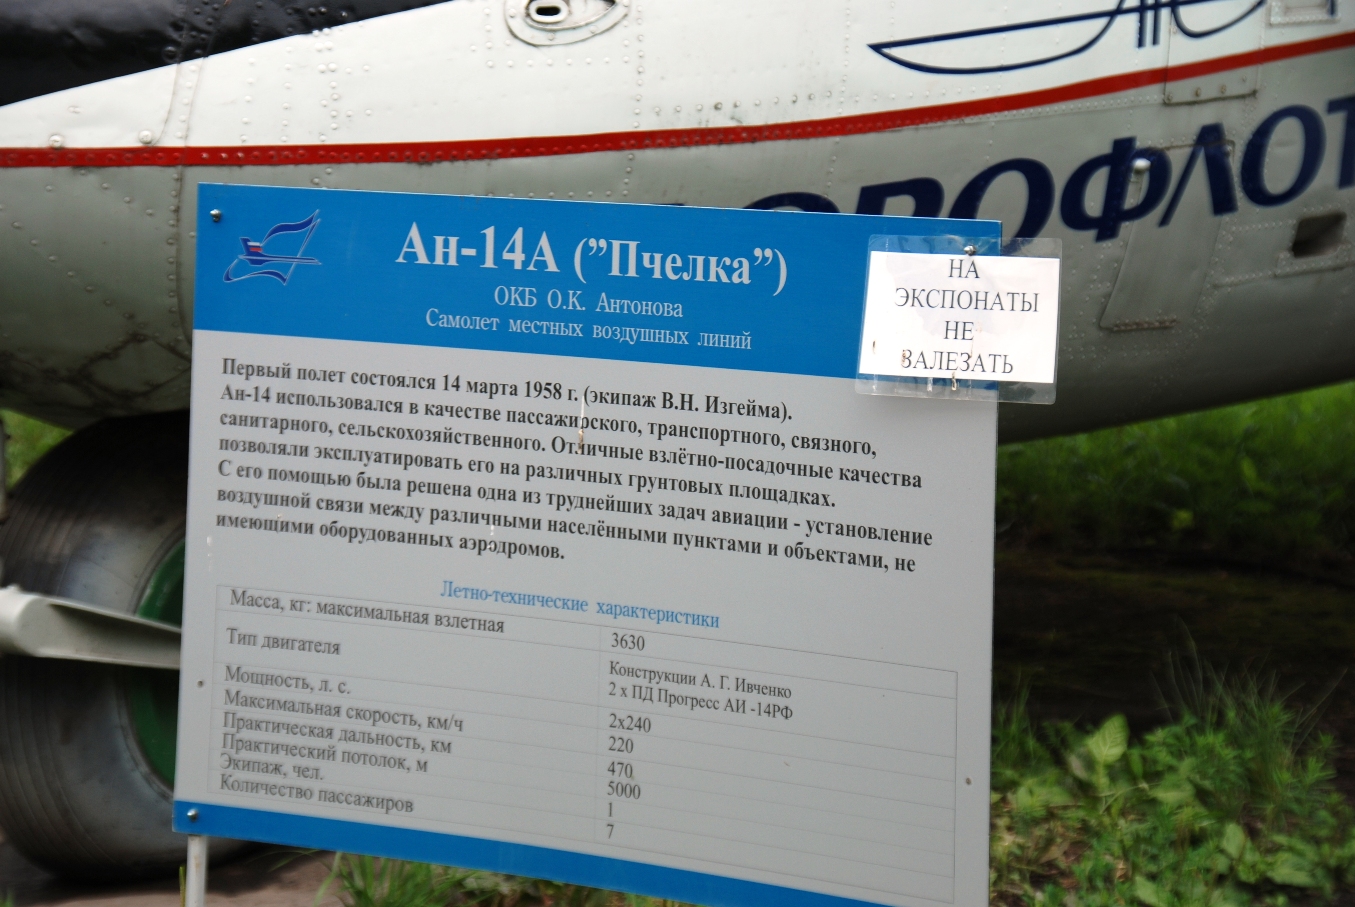 АЭРОФЛОТ
Ан-14А ("Пчелка")
ОКБ О.К. Антонова
Самолет местных воздушных линий
НА
ЭКСПОНАТЫ
НЕ
ЗАЛЕЗАТЬ
Первый полет состоялся 14 марта 1958 г. (экипаж В.Н. Изгейма).
Ан-14 использовался в качестве пассажирского, транспортного, связного,
санитарного, сельскохозяйственного. Отличные взлётно-посадочные качества
позволяли эксплуатировать его на различных грунтовых площадках.
С его помощью была решена одна из труднейших задач авиации - установление
воздушной связи между различными населёнными пунктами и объектами, не
имеющими оборудованных аэродромов.
Летно-технические характеристики
Масса, кг: максимальная взлетная 3630
Тип двигателя Конструкции А. Г. Ивченко
2 х ПД Прогресс АИ -14РФ
Мощность, л. с. 2х240
Максимальная скорость, км/ч 220
Практическая дальность, км 470
Практический потолок, м 5000
Экипаж, чел. 1
Количество пассажиров 7